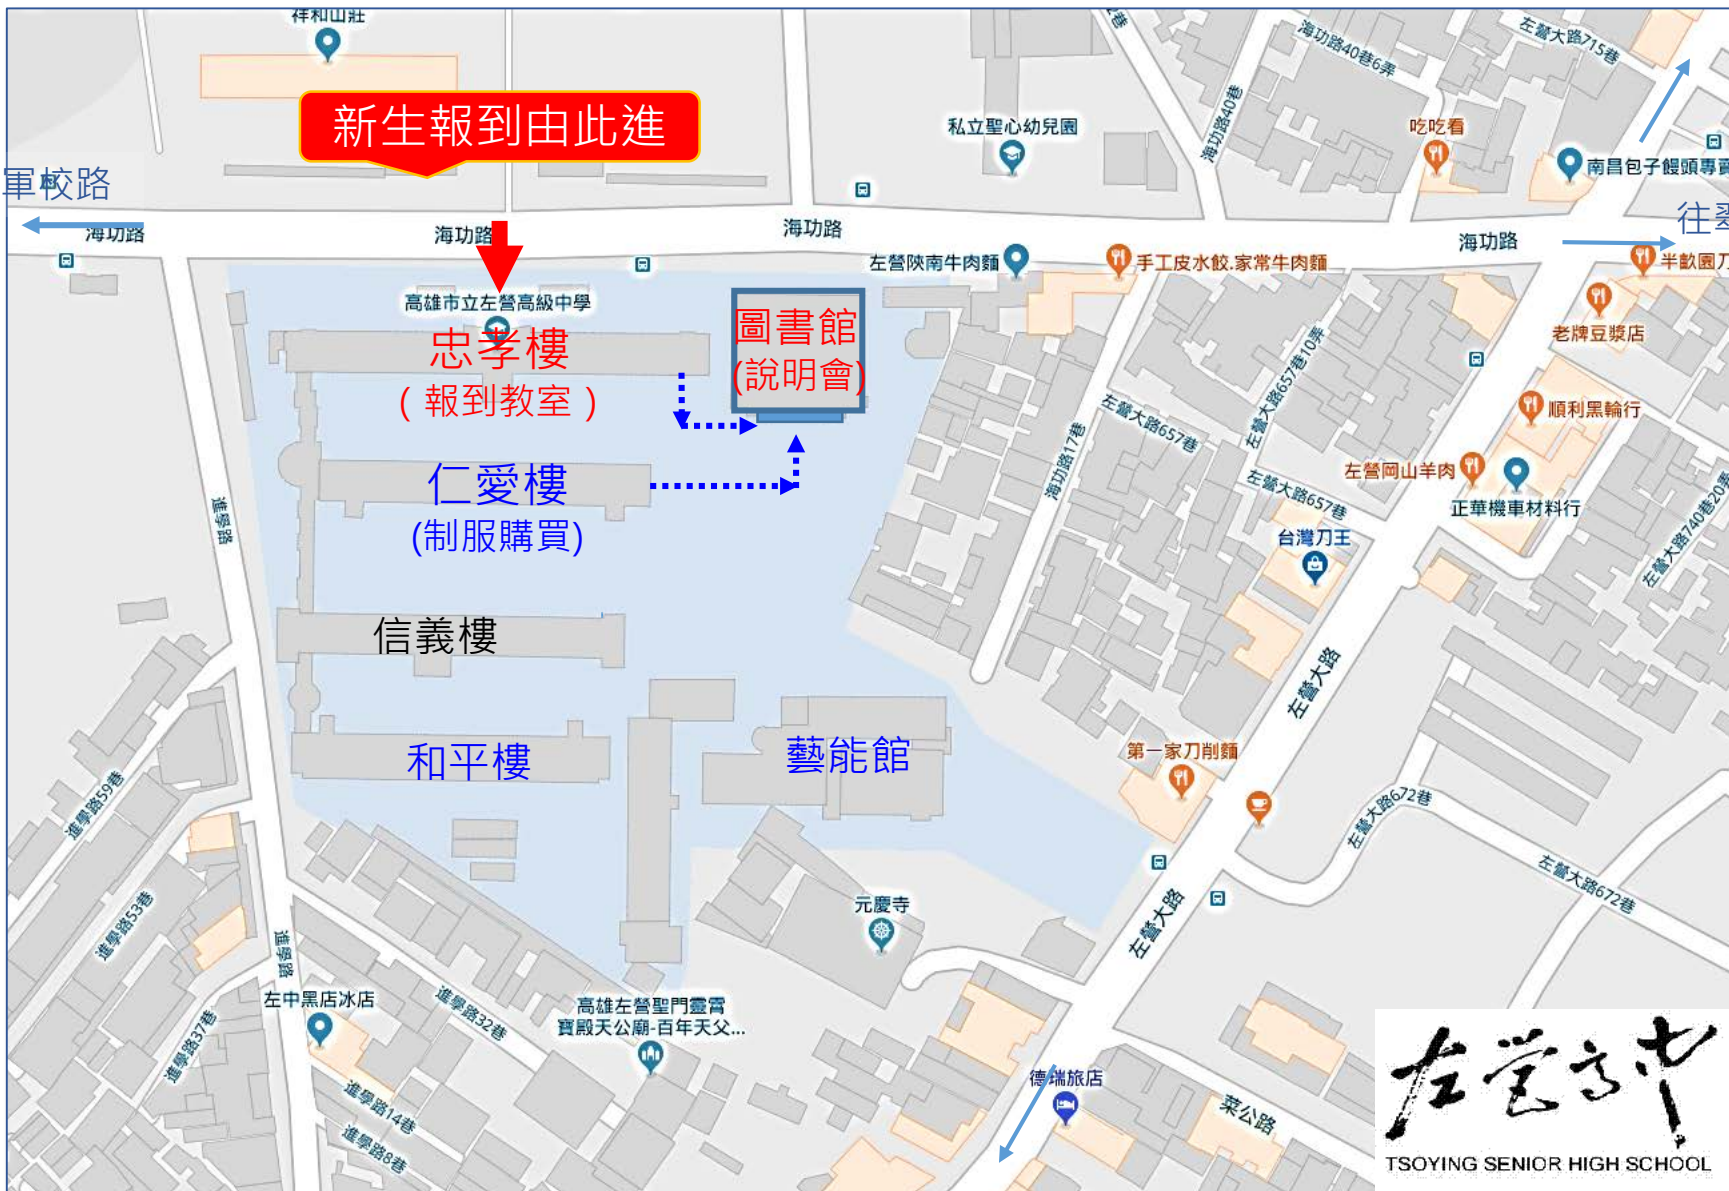 祥和山莊
新生報到由此進
軍校路
海功路
海功路
海功路
海功路
往翠
私立聖心幼兒園
海功路40巷
海功路40巷6弄
左營大路715巷
吃吃看
南昌包子饅頭專賣
左營陝南牛肉麵
手工皮水餃.家常牛肉麵
半畝園刀
老牌豆漿店
高雄市立左營高級中學
忠孝樓
(報到教室)
圖書館
(說明會)
仁愛樓
(制服購買)
信義樓
和平樓
藝能館
海功路17巷
左營大路657巷
左營大路657巷10弄
左營大路657巷
順利黑輪行
左營岡山羊肉
正華機車材料行
左營大路740巷20弄
台灣刀王
進學路
左營大路
第一家刀削麵
左營大路672巷
左營大路672巷
進學路59巷
進學路53巷
進學路37巷
進學路
左營大路
元慶寺
左中黑店冰店
進學路32巷
高雄左營聖門靈霄
寶殿天公廟-百年天父...
進學路14巷
進學路8巷
德瑞旅店
菜公路
左營高中
TSOYING SENIOR HIGH SCHOOL